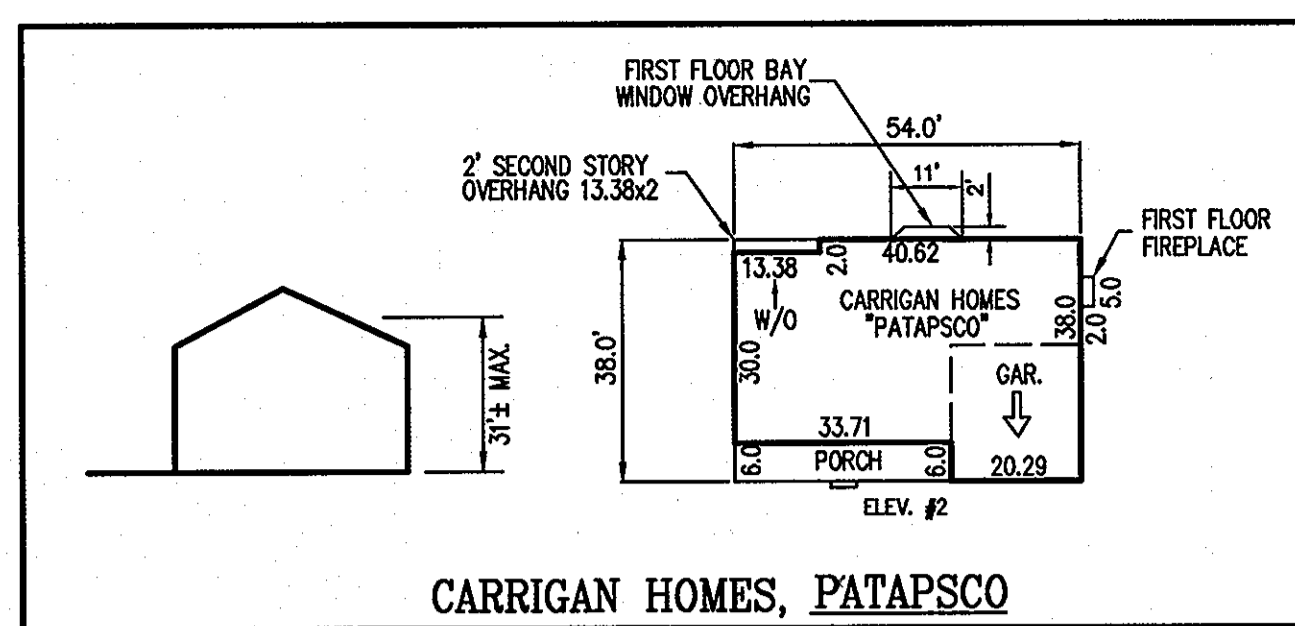 FIRST FLOOR BAY
WINDOW OVERHANG
54.0'
2' SECOND STORY
OVERHANG 13.38x2
11'
2'
FIRST FLOOR
FIREPLACE
13.38
2.0
40.62
W/O
CARRIGAN HOMES
"PATAPSCO"
38.0
2.0
5.0
31'± MAX.
38.0'
30.0
GAR.
33.71
6.0
PORCH
6.0
20.29
ELEV. #2
CARRIGAN HOMES, PATAPSCO